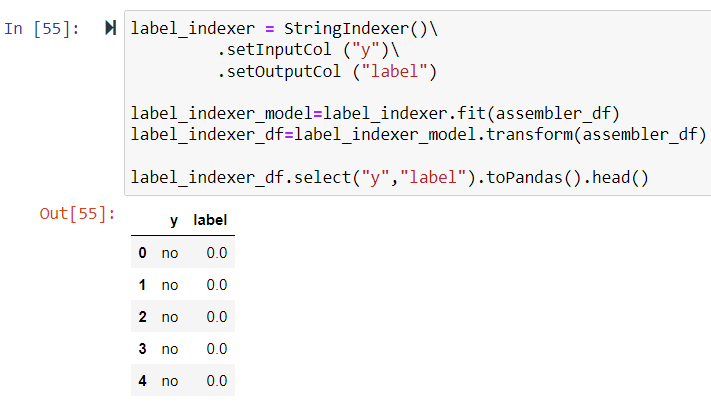 In [55]:
label_indexer = StringIndexer()\
        .setInputCol ("y")\
        .setOutputCol ("label")
label_indexer_model=label_indexer.fit(assembler_df)
label_indexer_df=label_indexer_model.transform(assembler_df)
label_indexer_df.select("y","label").toPandas().head()
Out[55]:
y label
0 no 0.0
1 no 0.0
2 no 0.0
3 no 0.0
4 no 0.0